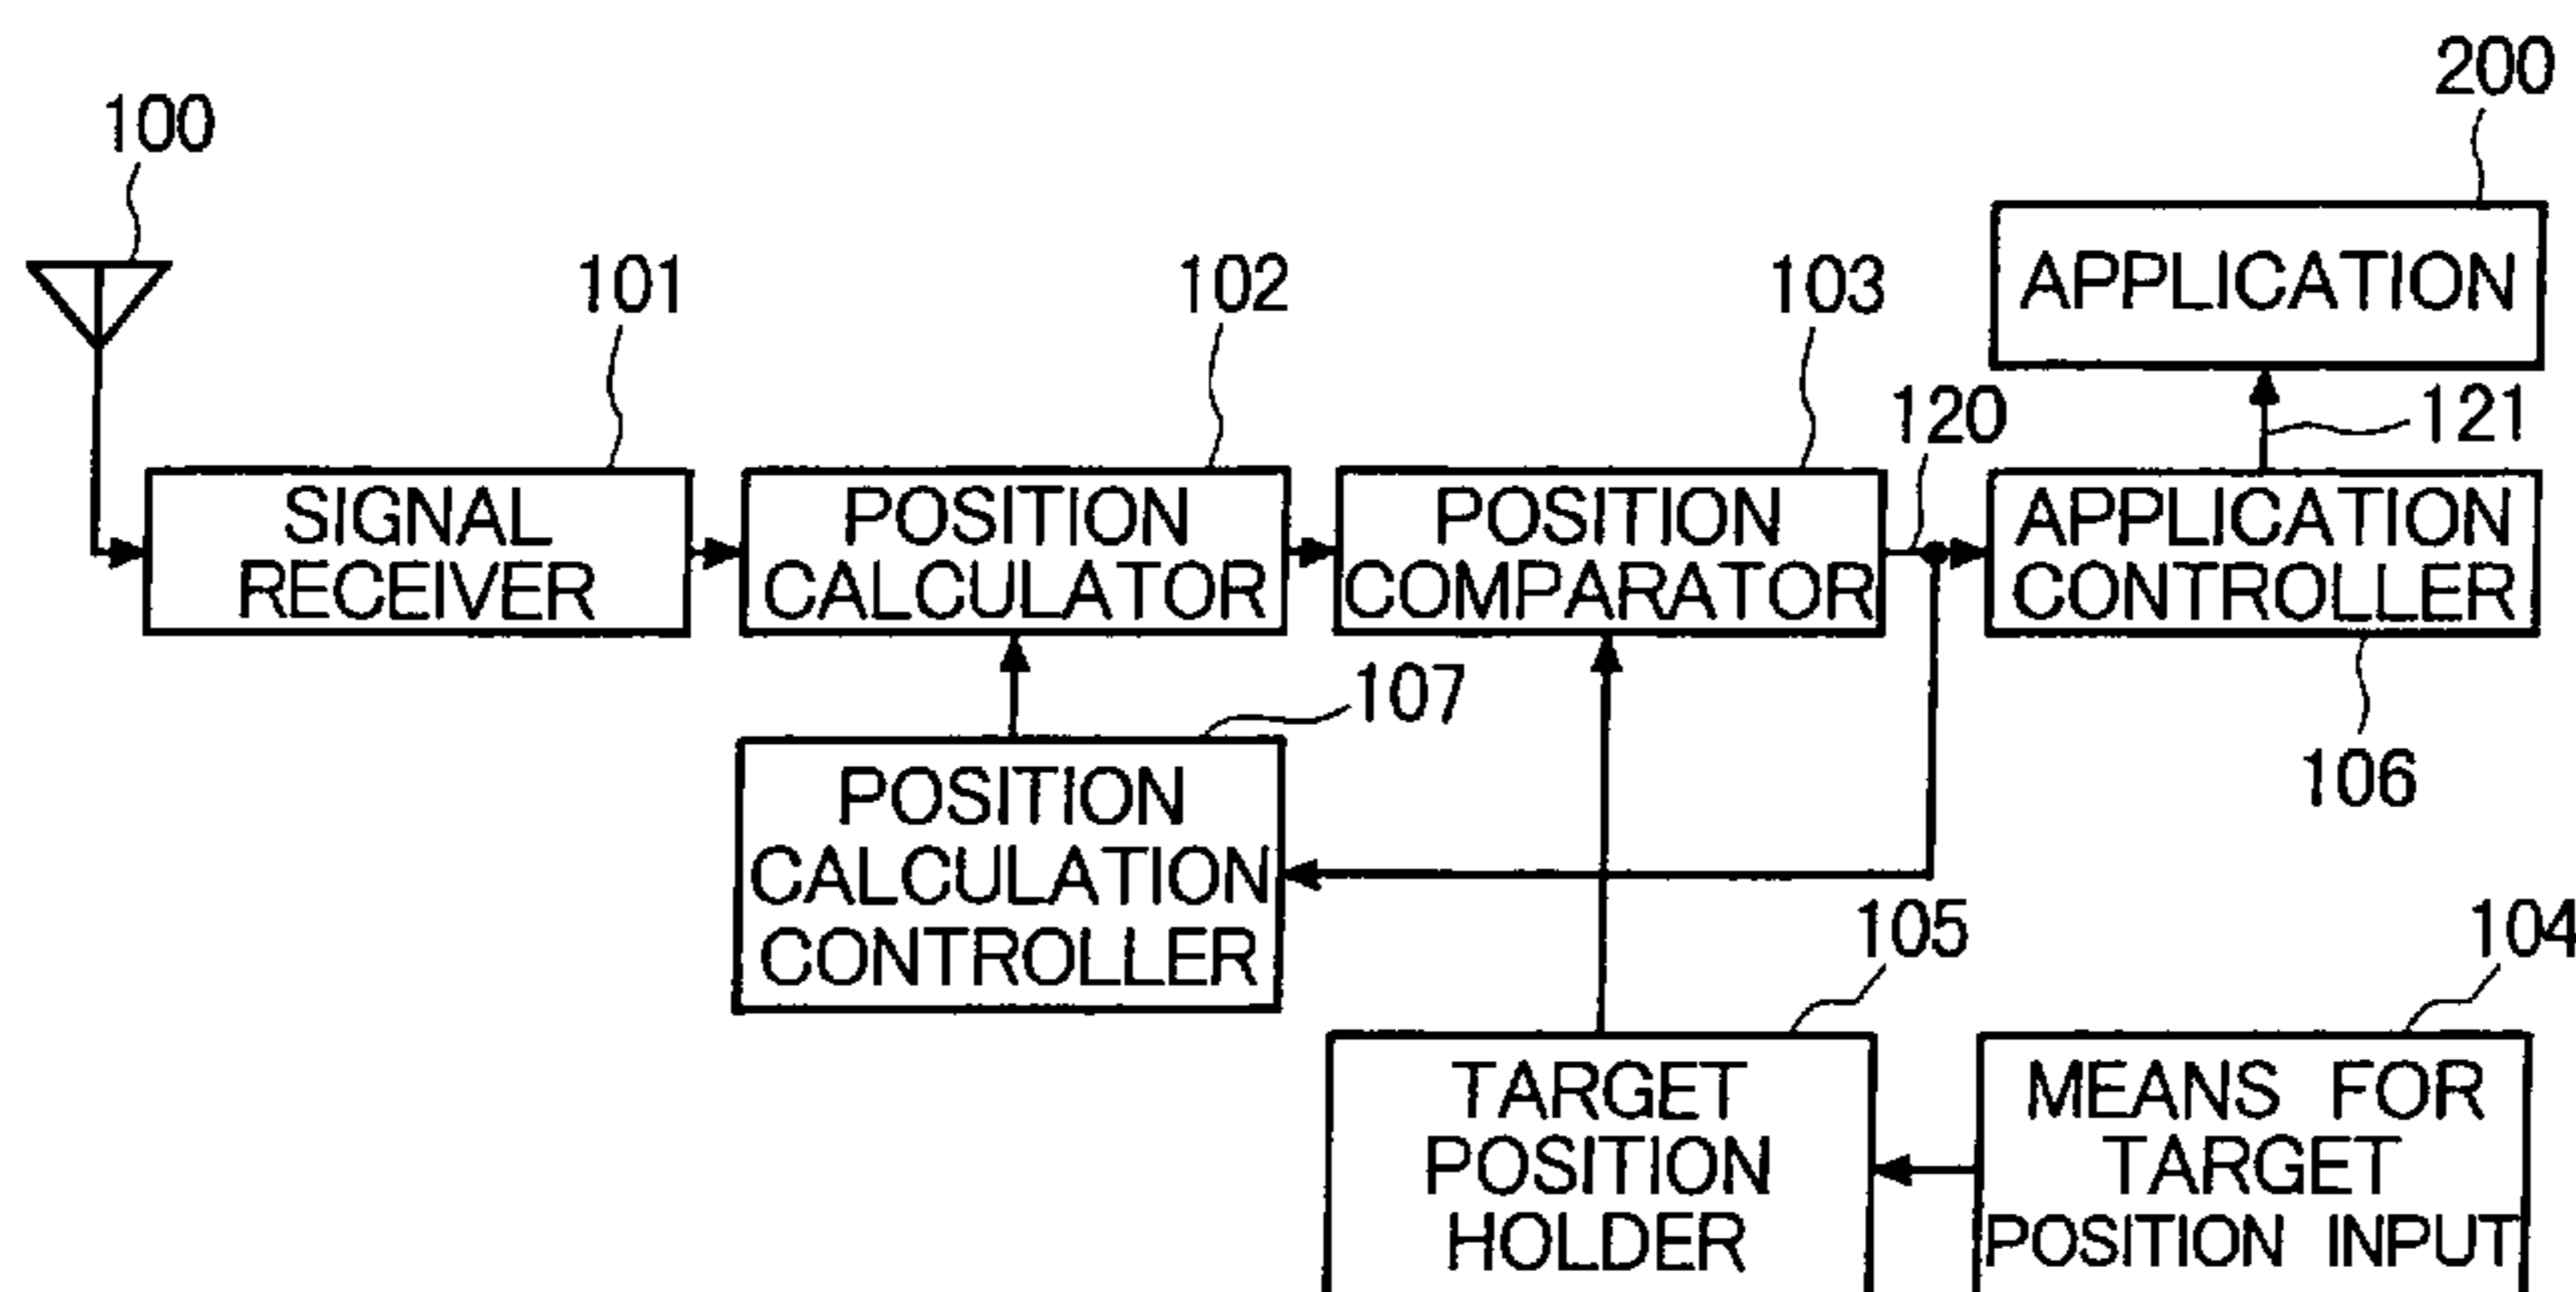 200
100
101
102
103
APPLICATION
120
121
SIGNAL
RECEIVER
POSITION
CALCULATOR
POSITION
COMPARATOR
APPLICATION
CONTROLLER
107
106
POSITION
CALCULATION
CONTROLLER
105
104
TARGET
POSITION
HOLDER
MEANS FOR
TARGET
POSITION INPUT